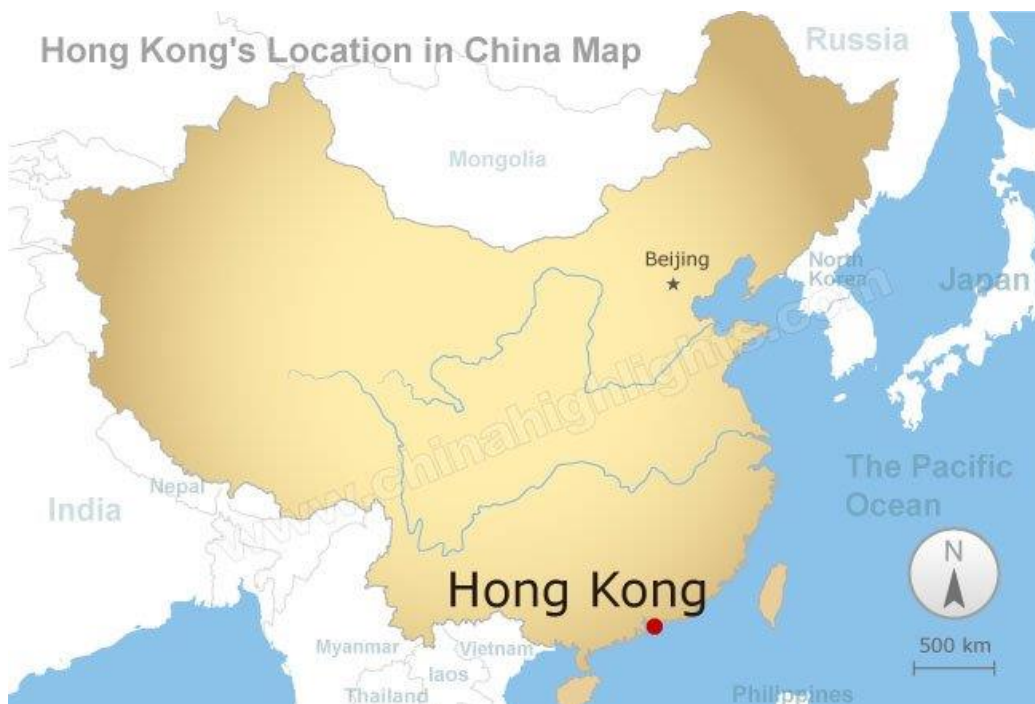 Hong Kong's Location in China Map
Russia
Mongolia
Beijing
North
Korea
Japan
www.chinahighlights.com
The Pacific
Ocean
Nepal
India
N
Hong Kong
500 km
Myanmar
Vietnam
laos
Thailand
Philippines